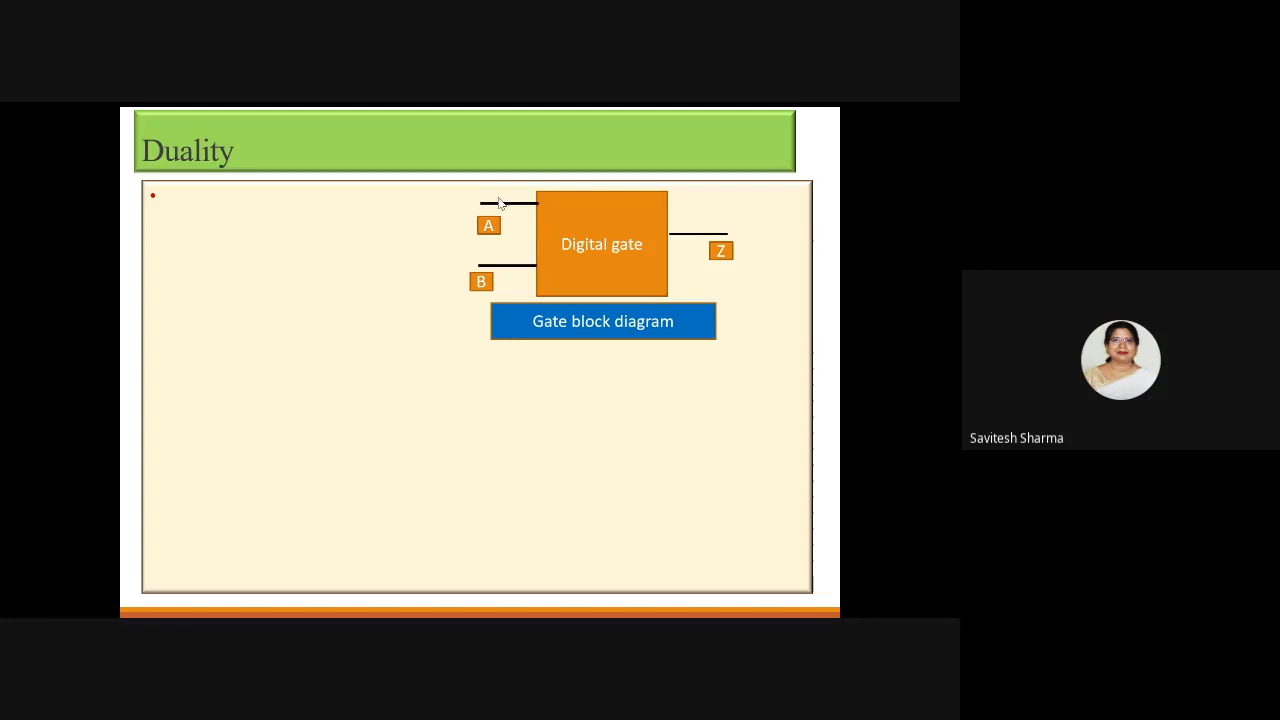 Duality
A
Digital gate
Z
B
Gate block diagram
Savitesh Sharma